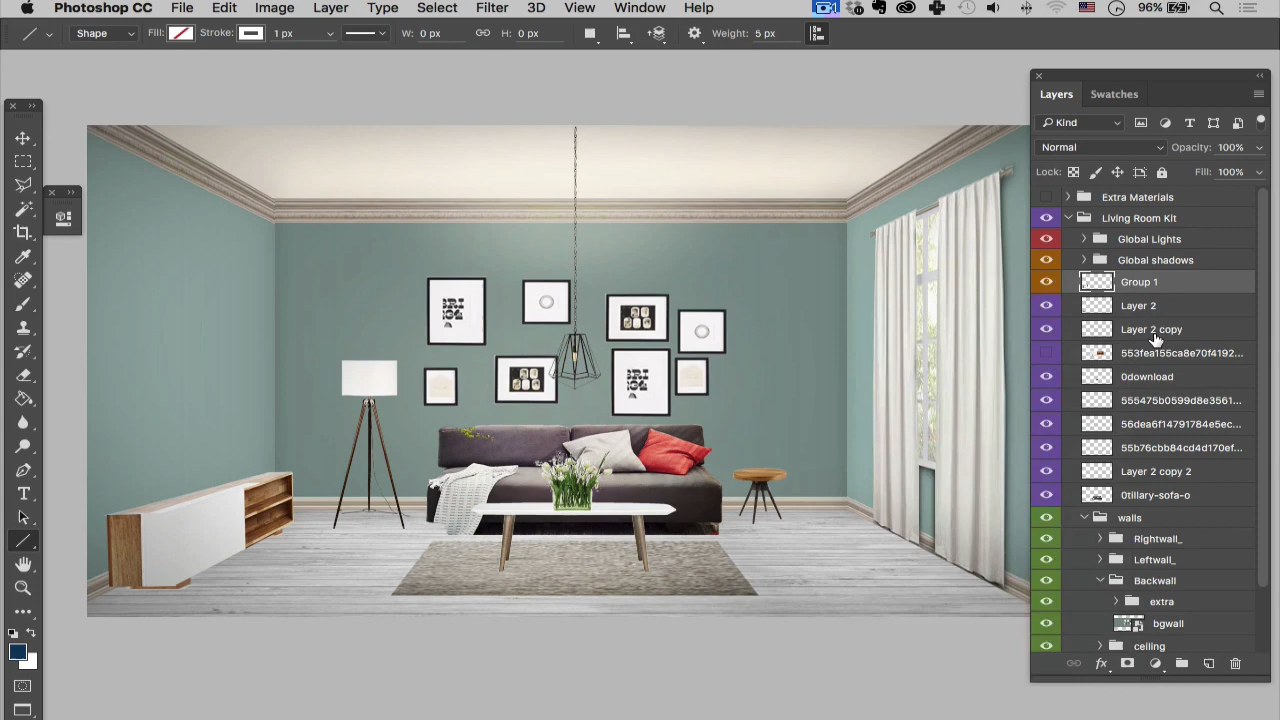 Photoshop CC File Edit Image Layer Type Select Filter 3D View Window Help 96%
Shape Fill: Stroke: 1 px W: 0 px H: 0 px Weight: 5 px
Layers Swatches
Kind
Normal Opacity: 100%
Lock: Fill: 100%
Extra Materials
Living Room Kit
Global Lights
Global shadows
Group 1
Layer 2
Layer 2 copy
553fea155ca8e70f4192...
0download
555475b0599d8e3561...
56dea6f14791784e5ec...
55b76cbb84cd4d170ef...
Layer 2 copy 2
0tillary-sofa-o
walls
Rightwall_
Leftwall_
Backwall
extra
bgwall
ceiling